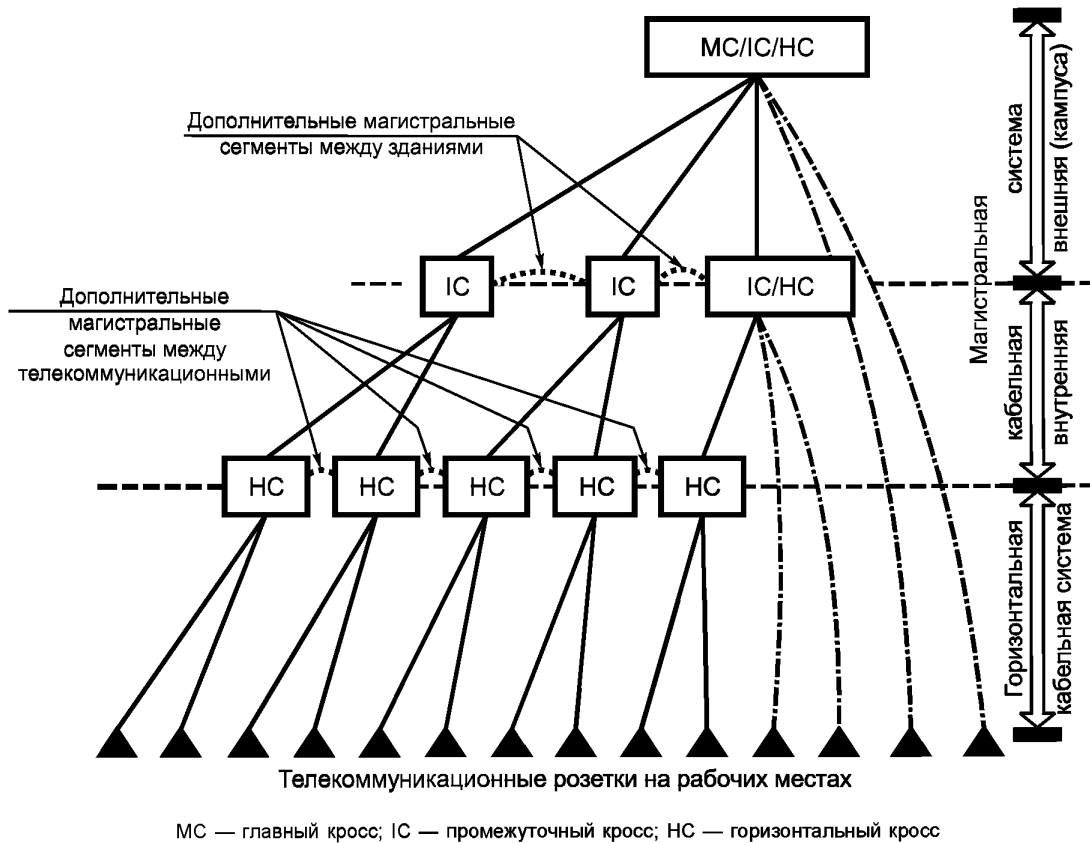 MC/IC/HC
Дополнительные магистральные
сегменты между зданиями
IC
IC
IC/HC
Дополнительные
магистральные
сегменты между
телекоммуникационными
HC
HC
HC
HC
HC
Магистральная
кабельная система
внешняя (кампуса)
внутренняя
Горизонтальная
кабельная система
Телекоммуникационные розетки на рабочих местах
MC — главный кросс; IC — промежуточный кросс; HC — горизонтальный кросс